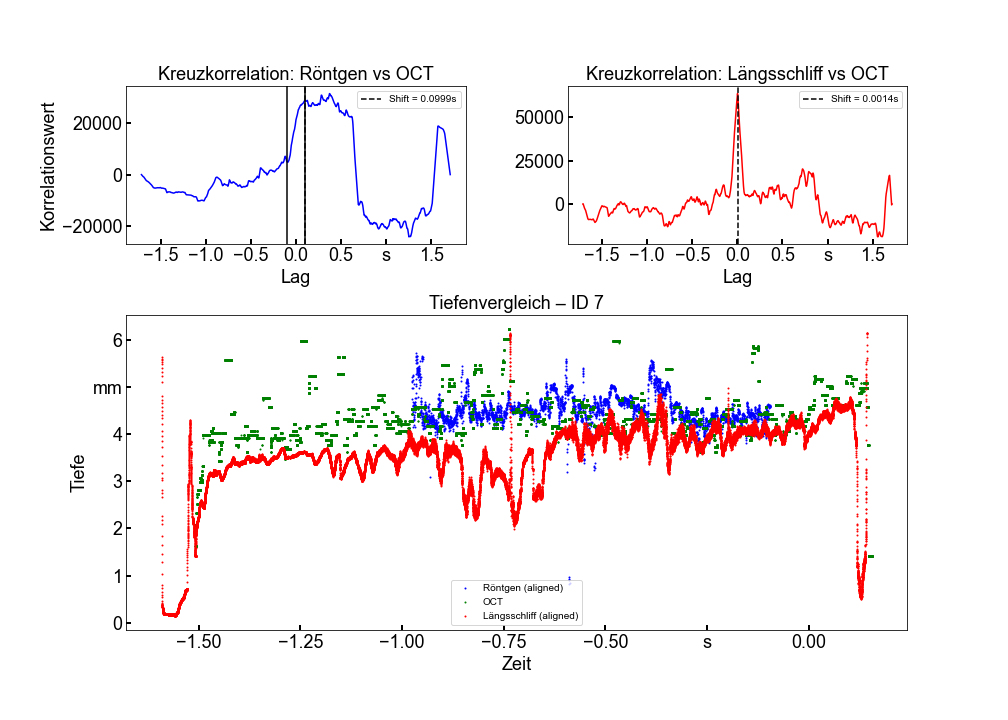 Kreuzkorrelation: Röntgen vs OCT
Korrelationswert
20000
0
−20000
Shift = 0.0999s
−1.5 −1.0 −0.5 0.0 0.5 s 1.5
Lag
Kreuzkorrelation: Längsschliff vs OCT
50000
25000
0
Shift = 0.0014s
−1.5 −1.0 −0.5 0.0 0.5 s 1.5
Lag
Tiefenvergleich – ID 7
Tiefe
6
mm
4
3
2
1
0
Röntgen (aligned)
OCT
Längsschliff (aligned)
−1.50 −1.25 −1.00 −0.75 −0.50 s 0.00
Zeit